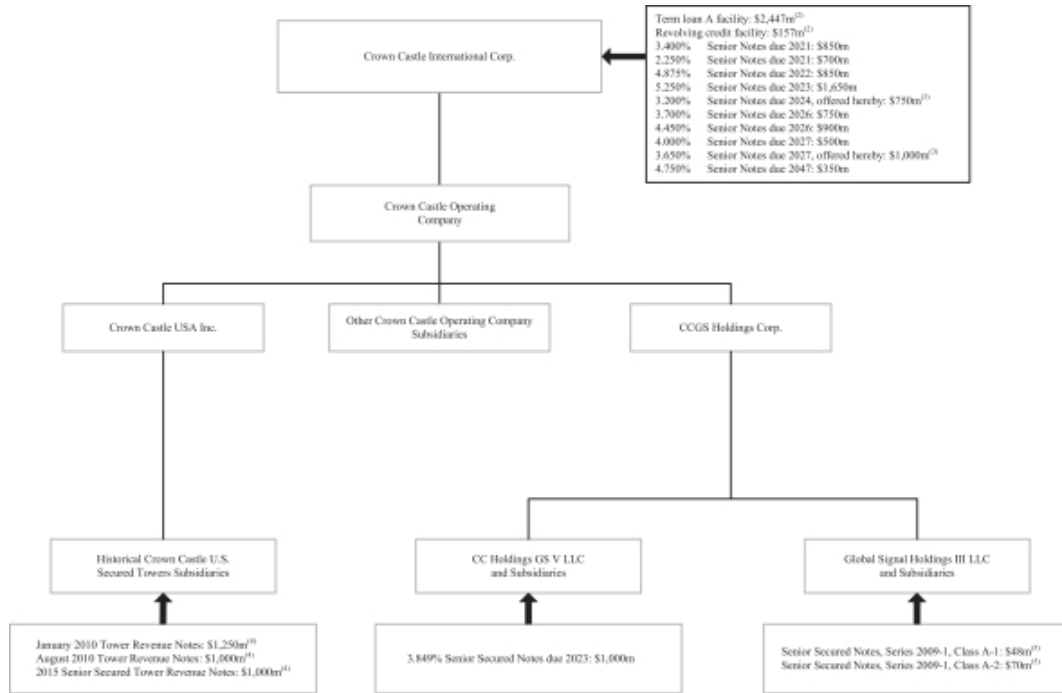 Crown Castle International Corp.
Term loan A facility: $2,447m(2)
Revolving credit facility: $157m(2)
3.400% Senior Notes due 2021: $850m
2.250% Senior Notes due 2021: $700m
4.875% Senior Notes due 2022: $850m
5.250% Senior Notes due 2023: $1,650m
3.200% Senior Notes due 2024, offered hereby: $750m(3)
3.700% Senior Notes due 2026: $750m
4.450% Senior Notes due 2026: $900m
4.000% Senior Notes due 2027: $500m
3.650% Senior Notes due 2027, offered hereby: $1,000m(3)
4.750% Senior Notes due 2047: $350m
Crown Castle Operating
Company
Crown Castle USA Inc.
Other Crown Castle Operating Company
Subsidiaries
CCGS Holdings Corp.
Historical Crown Castle U.S.
Secured Towers Subsidiaries
CC Holdings GS V LLC
and Subsidiaries
Global Signal Holdings III LLC
and Subsidiaries
January 2010 Tower Revenue Notes: $1,250m(4)
August 2010 Tower Revenue Notes: $1,000m(4)
2015 Senior Secured Tower Revenue Notes: $1,000m(4)
3.849% Senior Secured Notes due 2023: $1,000m
Senior Secured Notes, Series 2009-1, Class A-1: $48m(5)
Senior Secured Notes, Series 2009-1, Class A-2: $70m(5)